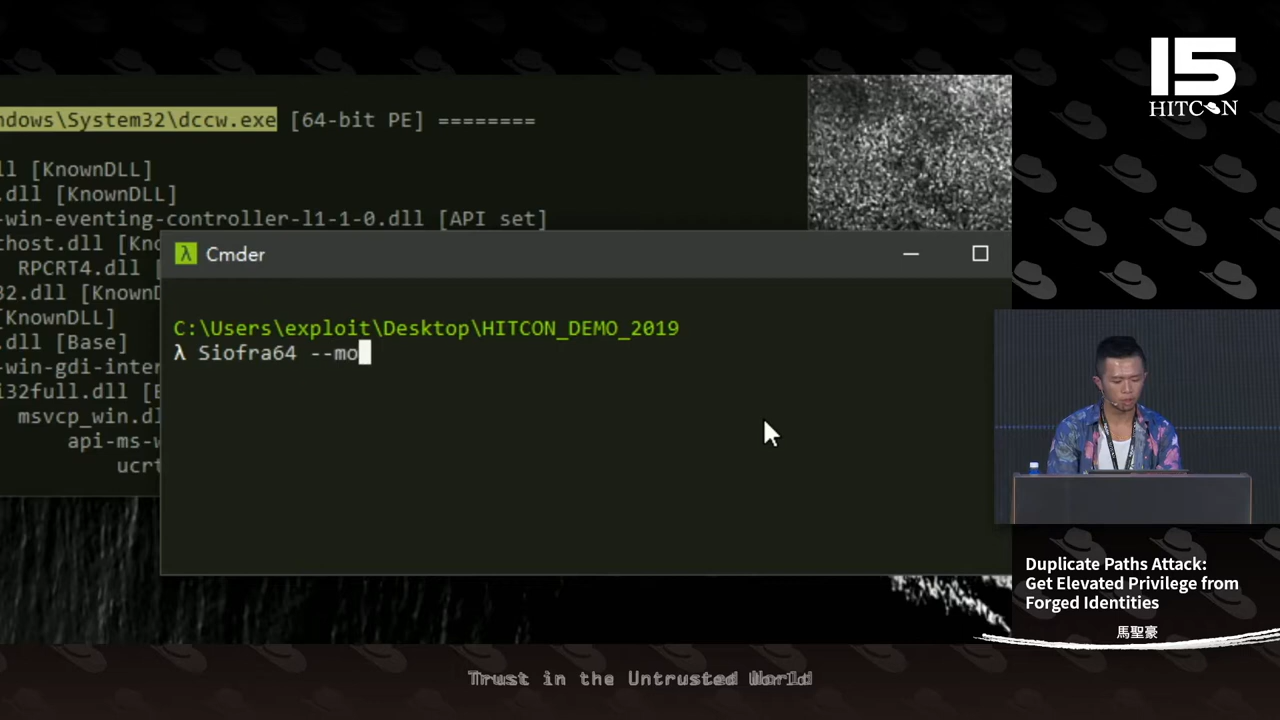 15
HITCON
ndows\System32\dccw.exe [64-bit PE] ========
ll [KnownDLL]
.dll [KnownDLL]
-win-eventing-controller-l1-1-0.dll [API set]
thost.dll [Kno
RPCRT4.dll [
32.dll [KnownD
[KnownDLL]
.dll [Base]
-win-gdi-inter
i32full.dll [B
msvcp_win.dl
api-ms-w
ucrt
λ Cmder
C:\Users\exploit\Desktop\HITCON_DEMO_2019
λ Siofra64 --mo
Duplicate Paths Attack:
Get Elevated Privilege from
Forged Identities
馬聖豪
Trust in the Untrusted World